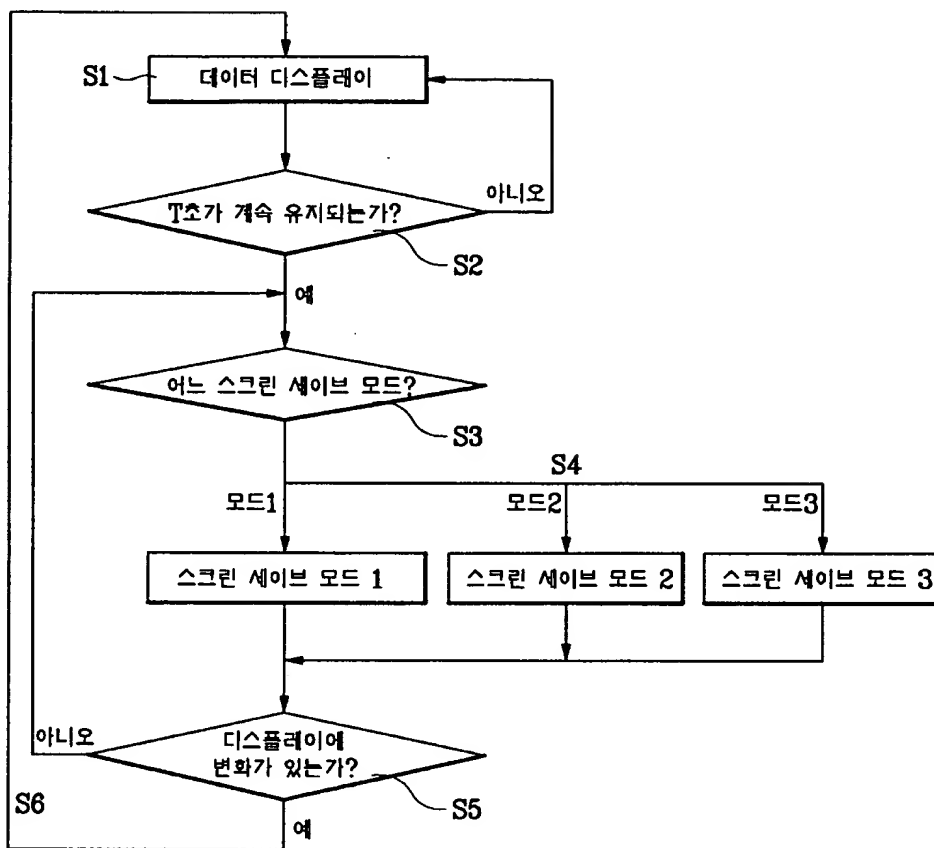 S1
데이터 디스플레이
아니오
T초가 계속 유지되는가?
S2
예
어느 스크린 세이브 모드?
S3
S4
모드1
모드2
모드3
스크린 세이브 모드 1
스크린 세이브 모드 2
스크린 세이브 모드 3
아니오
디스플레이에
변화가 있는가?
S5
S6
예